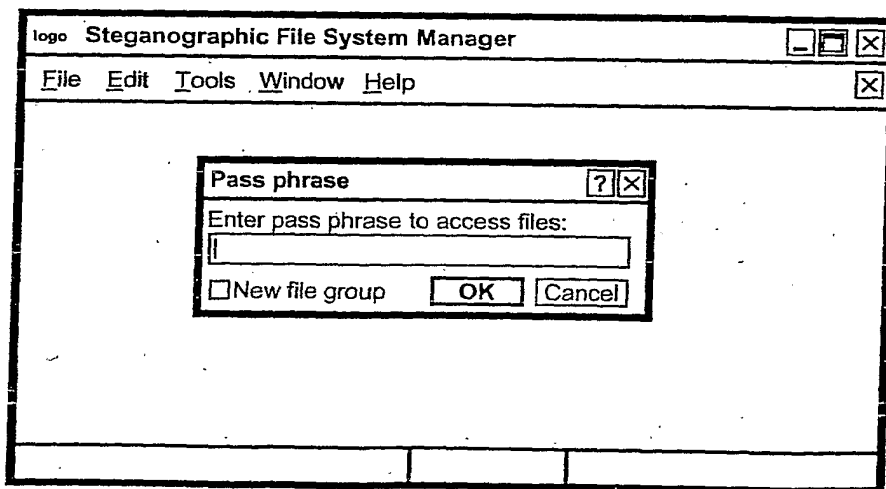 logo Steganographic File System Manager
File Edit Tools Window Help
Pass phrase
Enter pass phrase to access files:
New file group OK Cancel